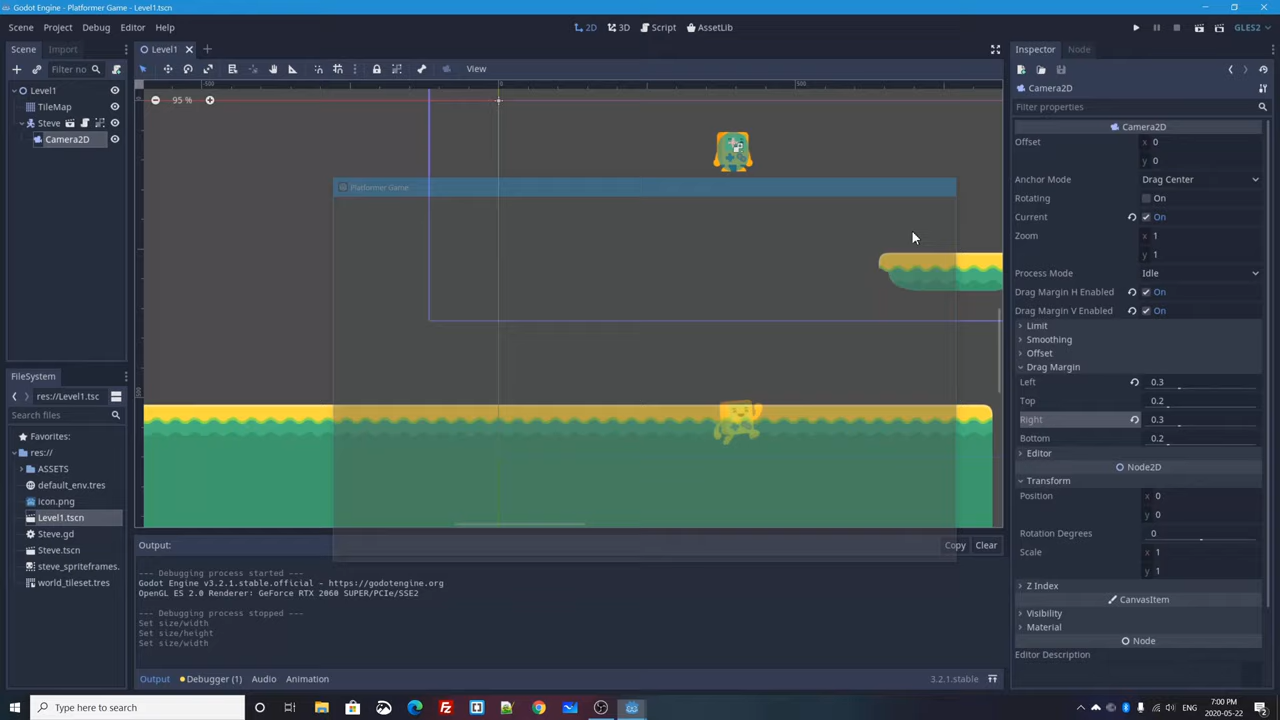 Godot Engine - Platformer Game - Level1.tscn
Scene Project Debug Editor Help
2D 3D Script AssetLib
GLES2
Scene Import
Level1
Inspector Node
Filter no
View
Level1
TileMap
Steve
Camera2D
-500 0 500
95 %
Platformer Game
Camera2D
Filter properties
Camera2D
Offset x 0
y 0
Anchor Mode Drag Center
Rotating On
Current On
Zoom x 1
y 1
Process Mode Idle
Drag Margin H Enabled On
Drag Margin V Enabled On
Limit
Smoothing
Offset
Drag Margin
Left 0.3
Top 0.2
Right 0.3
Bottom 0.2
Editor
Node2D
Transform
Position x 0
y 0
Rotation Degrees 0
Scale x 1
y 1
Z Index
CanvasItem
Visibility
Material
Node
Editor Description
FileSystem
res://Level1.tsc
Search files
Favorites:
res://
ASSETS
default_env.tres
icon.png
Level1.tscn
Steve.gd
Steve.tscn
steve_spriteframes.
world_tileset.tres
Output: Copy Clear
--- Debugging process started ---
Godot Engine v3.2.1.stable.official - https://godotengine.org
OpenGL ES 2.0 Renderer: GeForce RTX 2060 SUPER/PCIe/SSE2
--- Debugging process stopped ---
Set size/width
Set size/height
Set size/width
Output Debugger (1) Audio Animation 3.2.1.stable
Type here to search
ENG 7:00 PM
2020-05-22